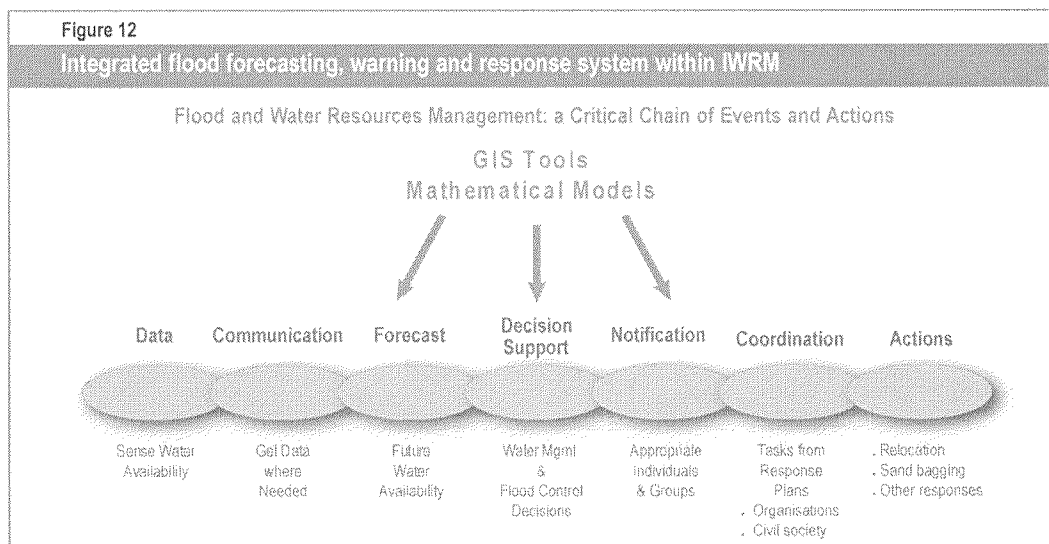 Figure 12
Integrated flood forecasting, warning and response system within IWRM
Flood and Water Resources Management: a Critical Chain of Events and Actions
GIS Tools
Mathematical Models
Data
Communication
Forecast
Decision
Support
Notification
Coordination
Actions
Sense Water
Availability
Get Data
where
Needed
Future
Water
Availability
Water Mgmt
&
Flood Control
Decisions
Appropriate
individuals
& Groups
Tasks from
Response
Plans
. Organisations
. Civil society
. Relocation
. Sand bagging
. Other responses